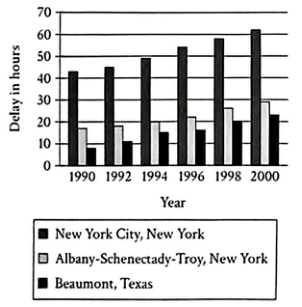 Delay in hours
70
60
50
40
30
20
10
0
1990 1992 1994 1996 1998 2000
Year
New York City, New York
Albany-Schenectady-Troy, New York
Beaumont, Texas